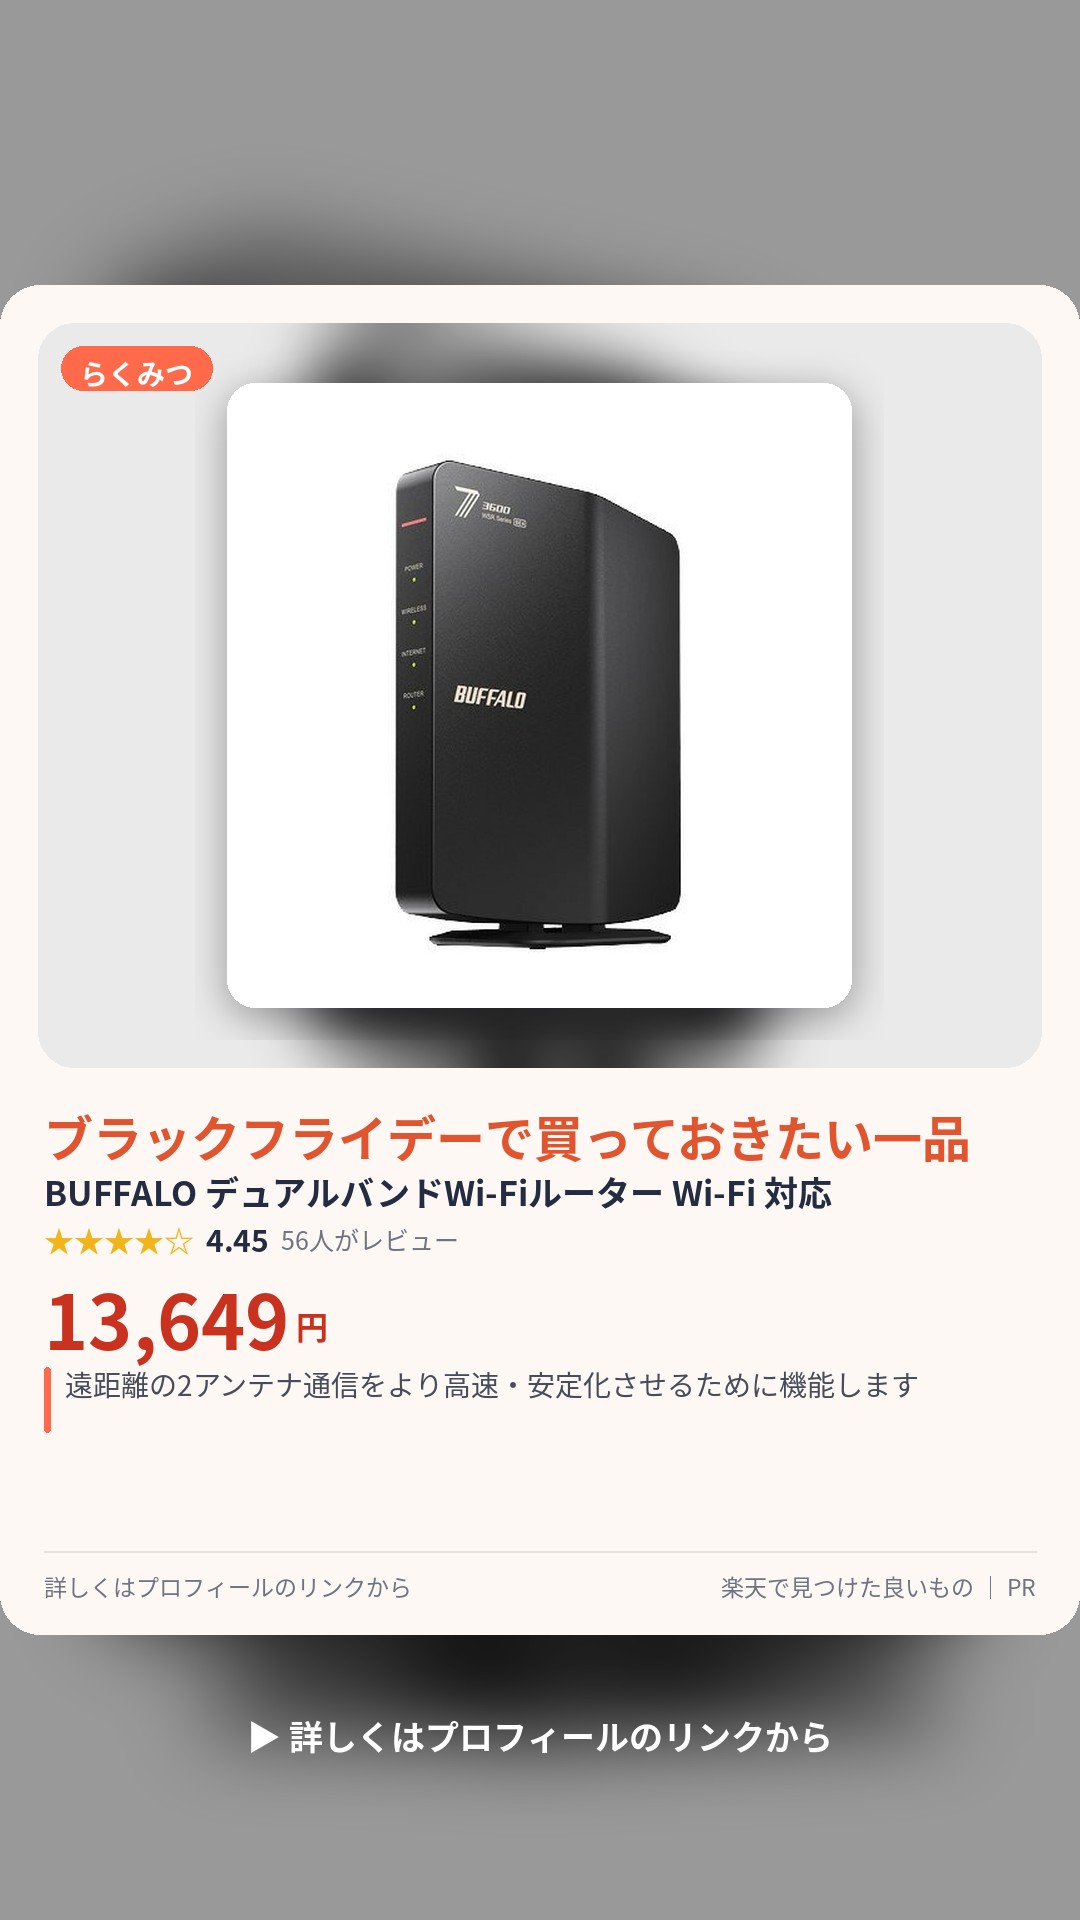 らくみつ
7 3600
WSR Series
POWER
WIRELESS
INTERNET
ROUTER
BUFFALO
ブラックフライデーで買っておきたい一品
BUFFALO デュアルバンドWi-Fiルーター Wi-Fi 対応
★★★★☆ 4.45 56人がレビュー
13,649円
遠距離の2アンテナ通信をより高速・安定化させるために機能します
詳しくはプロフィールのリンクから
楽天で見つけた良いもの｜PR
▶ 詳しくはプロフィールのリンクから